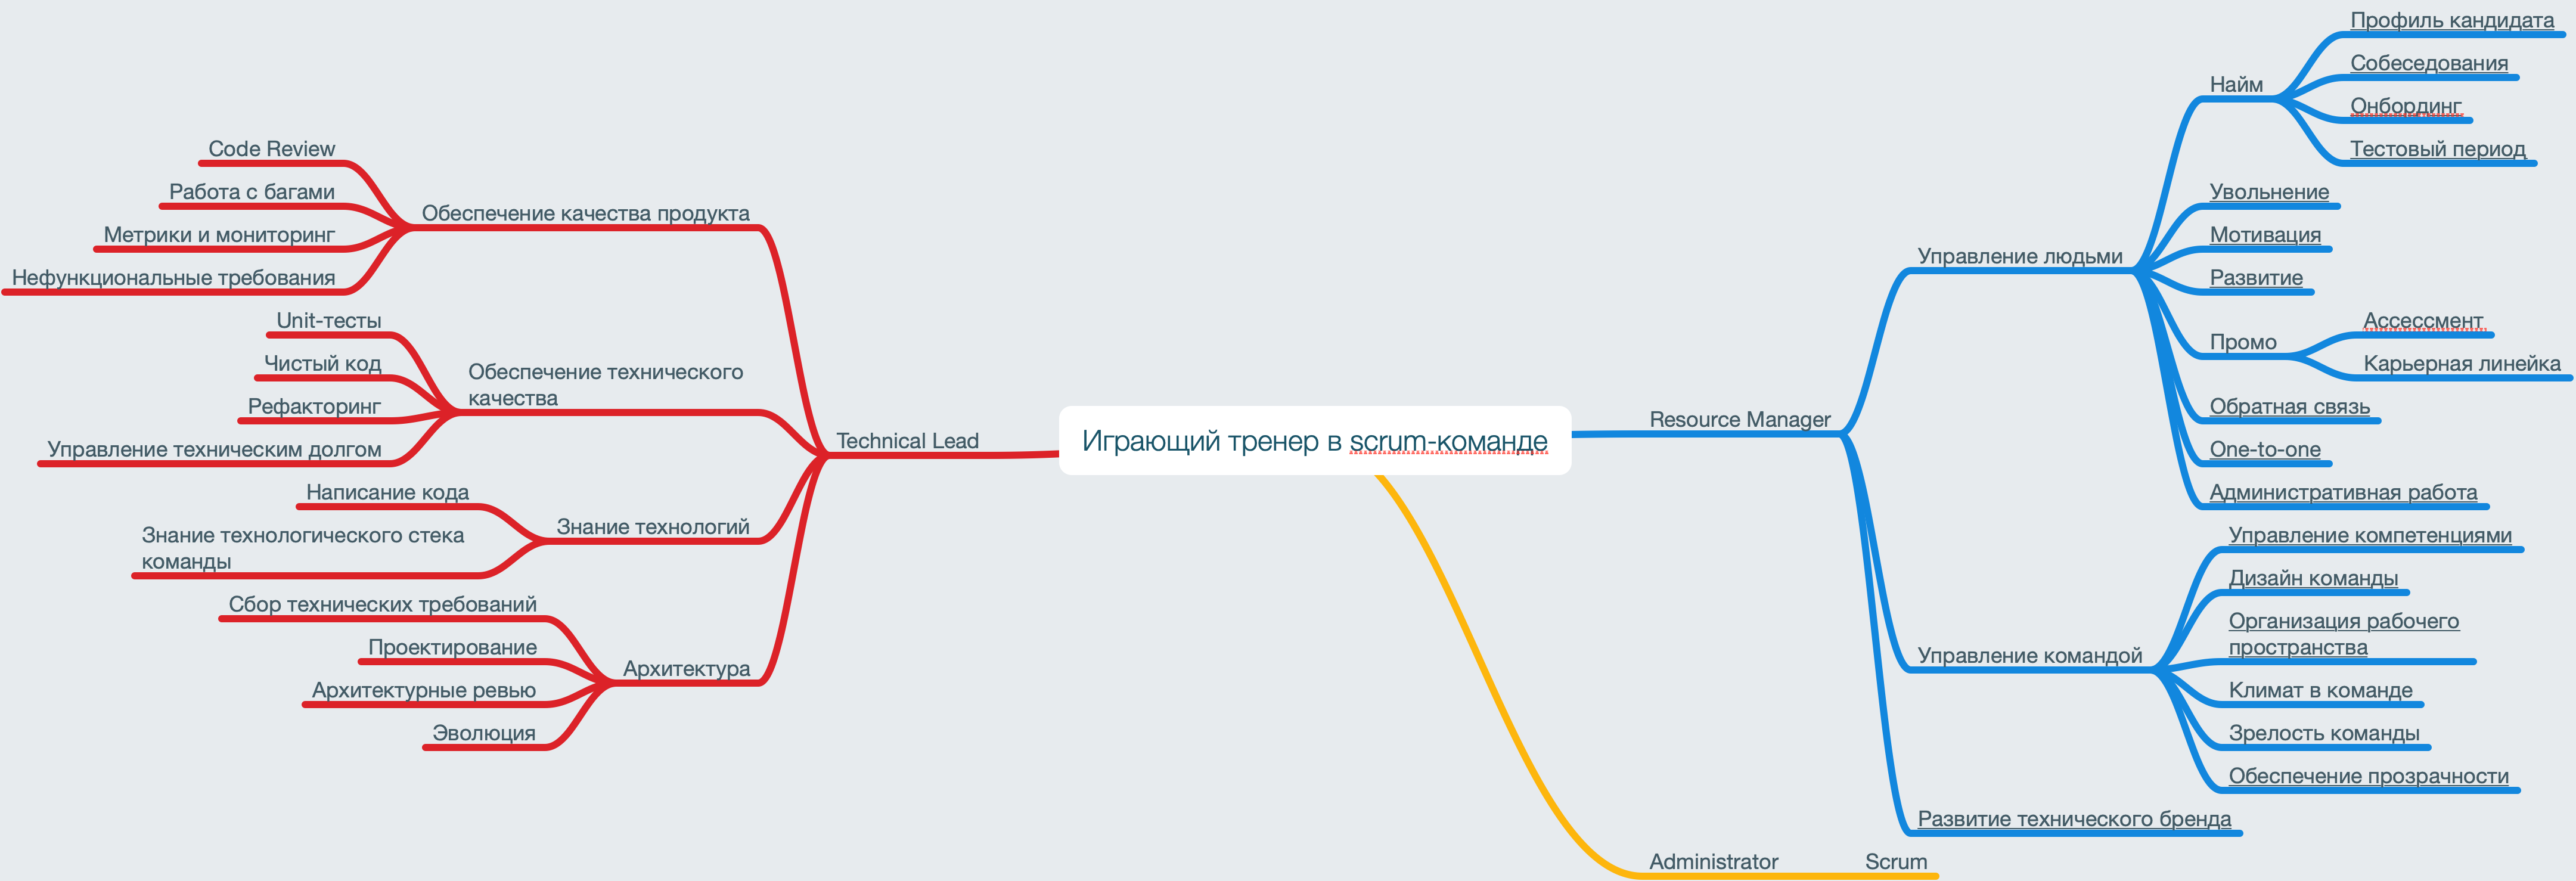 Играющий тренер в scrum-команде
Technical Lead
Обеспечение качества продукта
Code Review
Работа с багами
Метрики и мониторинг
Нефункциональные требования
Обеспечение технического
качества
Unit-тесты
Чистый код
Рефакторинг
Управление техническим долгом
Знание технологий
Написание кода
Знание технологического стека
команды
Архитектура
Сбор технических требований
Проектирование
Архитектурные ревью
Эволюция
Resource Manager
Управление людьми
Найм
Профиль кандидата
Собеседования
Онбординг
Тестовый период
Увольнение
Мотивация
Развитие
Промо
Ассессмент
Карьерная линейка
Обратная связь
One-to-one
Административная работа
Управление командой
Управление компетенциями
Дизайн команды
Организация рабочего
пространства
Климат в команде
Зрелость команды
Обеспечение прозрачности
Развитие технического бренда
Administrator
Scrum